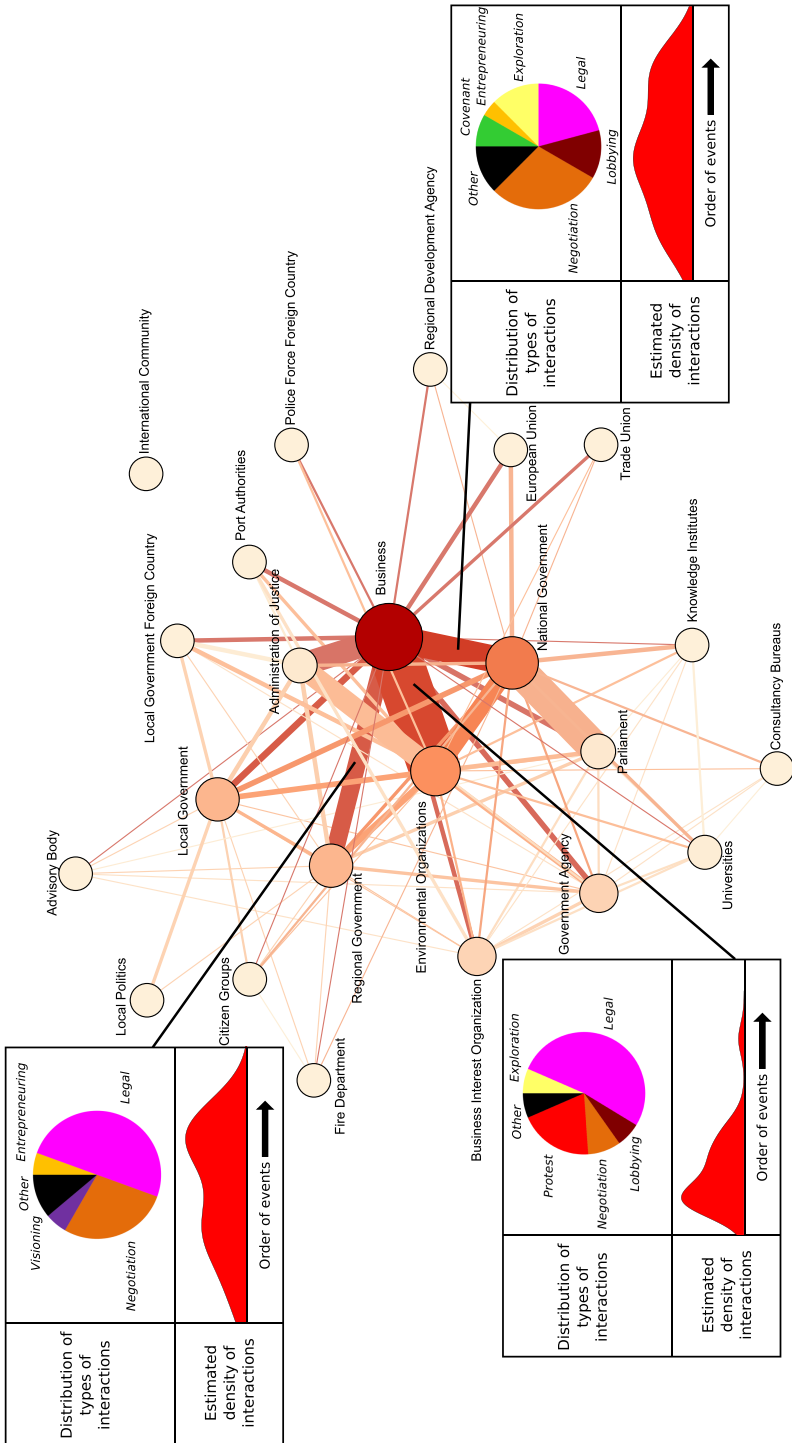 International Community
Police Force Foreign Country
Regional Development Agency
Port Authorities
European Union
Trade Union
Local Government Foreign Country
Administration of Justice
Business
National Government
Knowledge Institutes
Consultancy Bureaus
Parliament
Local Government
Advisory Body
Environmental Organizations
Regional Government
Government Agency
Universities
Local Politics
Citizen Groups
Fire Department
Business Interest Organization
Distribution of
types of
interactions
Other
Covenant
Entrepreneuring
Exploration
Legal
Lobbying
Negotiation
Estimated
density of
interactions
Order of events
Distribution of
types of
interactions
Visioning
Other
Entrepreneuring
Legal
Negotiation
Estimated
density of
interactions
Order of events
Distribution of
types of
interactions
Protest
Other
Exploration
Legal
Lobbying
Negotiation
Estimated
density of
interactions
Order of events